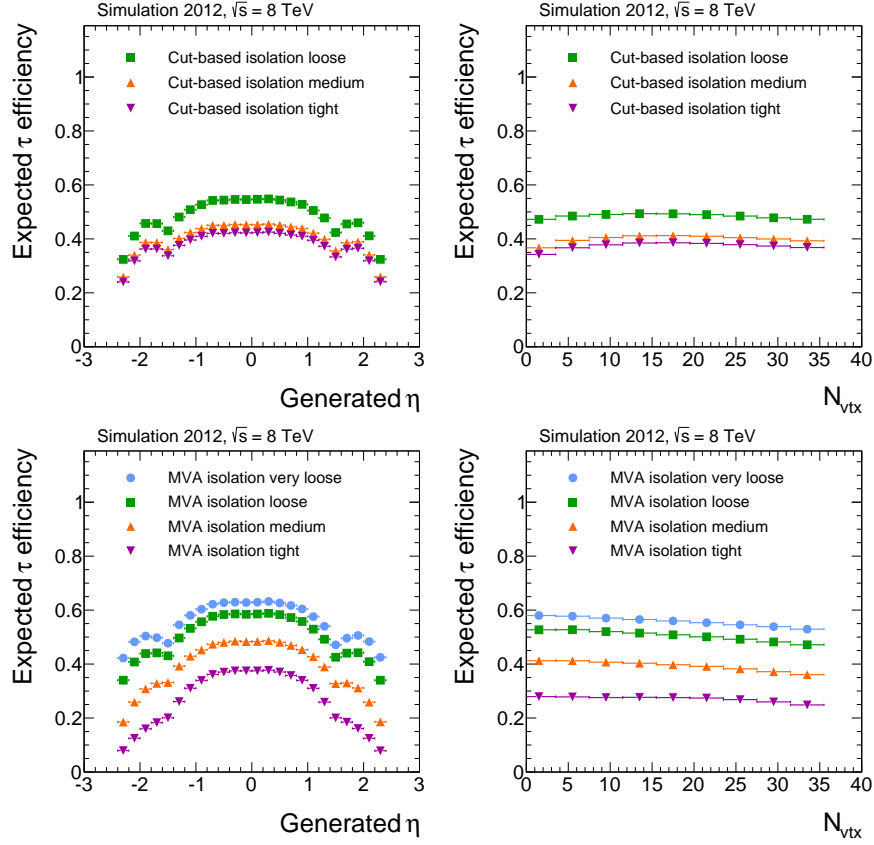 Simulation 2012, √s = 8 TeV
Expected τ efficiency
1
0.8
0.6
0.4
0.2
0
Cut-based isolation loose
Cut-based isolation medium
Cut-based isolation tight
-3 -2 -1 0 1 2 3
Generated η
Simulation 2012, √s = 8 TeV
Expected τ efficiency
1
0.8
0.6
0.4
0.2
0
Cut-based isolation loose
Cut-based isolation medium
Cut-based isolation tight
0 5 10 15 20 25 30 35 40
N_vtx
Simulation 2012, √s = 8 TeV
Expected τ efficiency
1
0.8
0.6
0.4
0.2
0
MVA isolation very loose
MVA isolation loose
MVA isolation medium
MVA isolation tight
-3 -2 -1 0 1 2 3
Generated η
Simulation 2012, √s = 8 TeV
Expected τ efficiency
1
0.8
0.6
0.4
0.2
0
MVA isolation very loose
MVA isolation loose
MVA isolation medium
MVA isolation tight
0 5 10 15 20 25 30 35 40
N_vtx